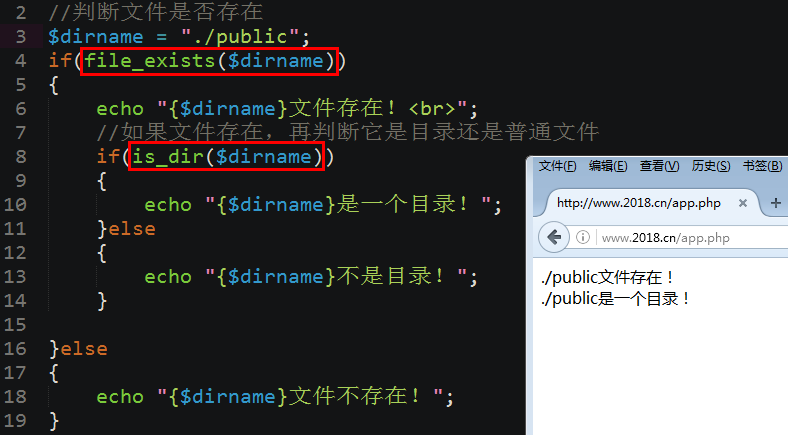 2 //判断文件是否存在
3 $dirname = "./public";
4 if(file_exists($dirname))
5 {
6     echo "{$dirname}文件存在！<br>";
7     //如果文件存在，再判断它是目录还是普通文件
8     if(is_dir($dirname))
9     {
10         echo "{$dirname}是一个目录！";
11     }else
12     {
13         echo "{$dirname}不是目录！";
14     }
15
16 }else
17 {
18     echo "{$dirname}文件不存在！";
19 }
文件(F) 编辑(E) 查看(V) 历史(S) 书签(B)
http://www.2018.cn/app.php × +
www.2018.cn/app.php
./public文件存在！
./public是一个目录！